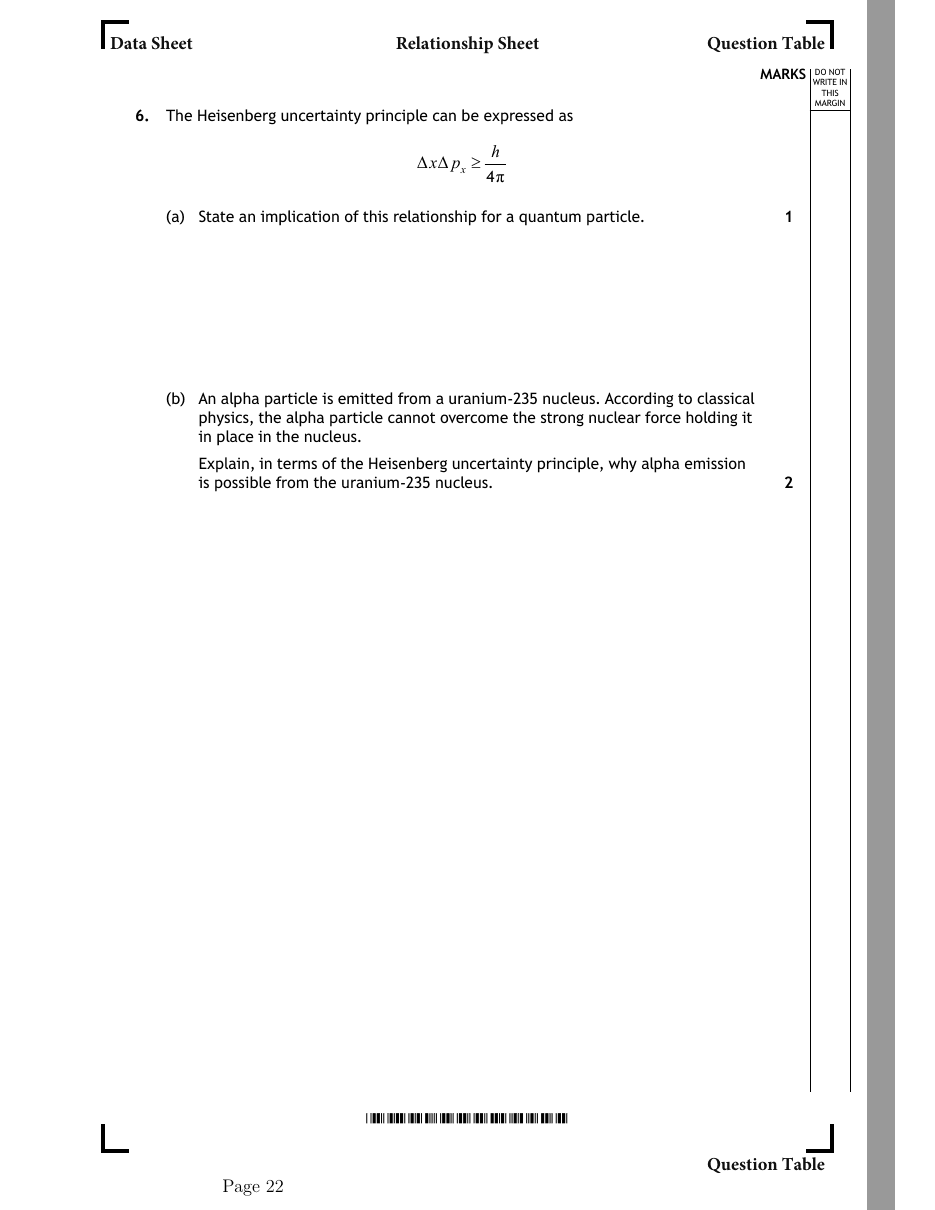 Data Sheet Relationship Sheet Question Table
MARKS
DO NOT
WRITE IN
THIS
MARGIN
6. The Heisenberg uncertainty principle can be expressed as
ΔxΔpₓ ≥ h/4π
(a) State an implication of this relationship for a quantum particle. 1
(b) An alpha particle is emitted from a uranium-235 nucleus. According to classical
physics, the alpha particle cannot overcome the strong nuclear force holding it
in place in the nucleus.
Explain, in terms of the Heisenberg uncertainty principle, why alpha emission
is possible from the uranium-235 nucleus. 2
Question Table
Page 22